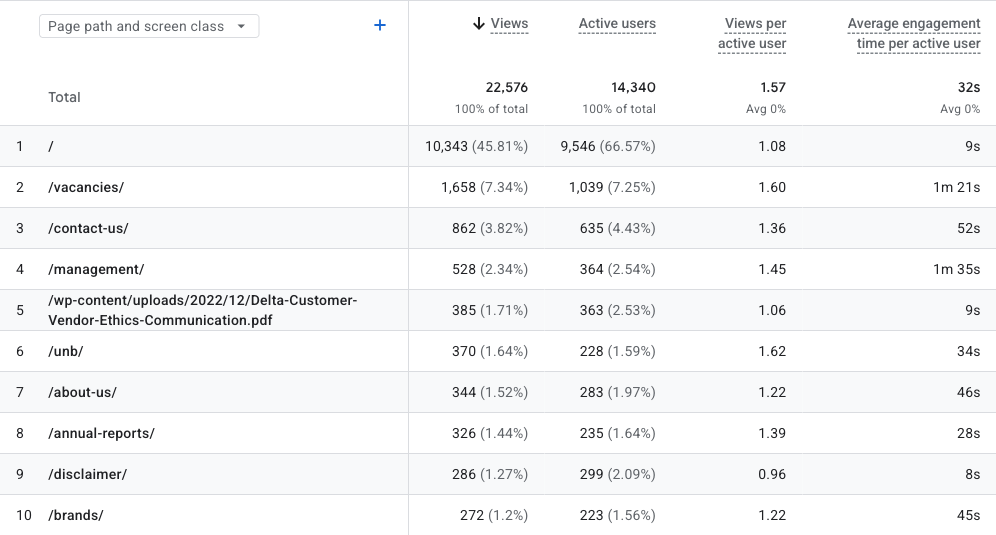 Page path and screen class
+
Views
Active users
Views per
active user
Average engagement
time per active user
Total
22,576
100% of total
14,340
100% of total
1.57
Avg 0%
32s
Avg 0%
1 / 10,343 (45.81%) 9,546 (66.57%) 1.08 9s
2 /vacancies/ 1,658 (7.34%) 1,039 (7.25%) 1.60 1m 21s
3 /contact-us/ 862 (3.82%) 635 (4.43%) 1.36 52s
4 /management/ 528 (2.34%) 364 (2.54%) 1.45 1m 35s
5 /wp-content/uploads/2022/12/Delta-Customer-
Vendor-Ethics-Communication.pdf 385 (1.71%) 363 (2.53%) 1.06 9s
6 /unb/ 370 (1.64%) 228 (1.59%) 1.62 34s
7 /about-us/ 344 (1.52%) 283 (1.97%) 1.22 46s
8 /annual-reports/ 326 (1.44%) 235 (1.64%) 1.39 28s
9 /disclaimer/ 286 (1.27%) 299 (2.09%) 0.96 8s
10 /brands/ 272 (1.2%) 223 (1.56%) 1.22 45s